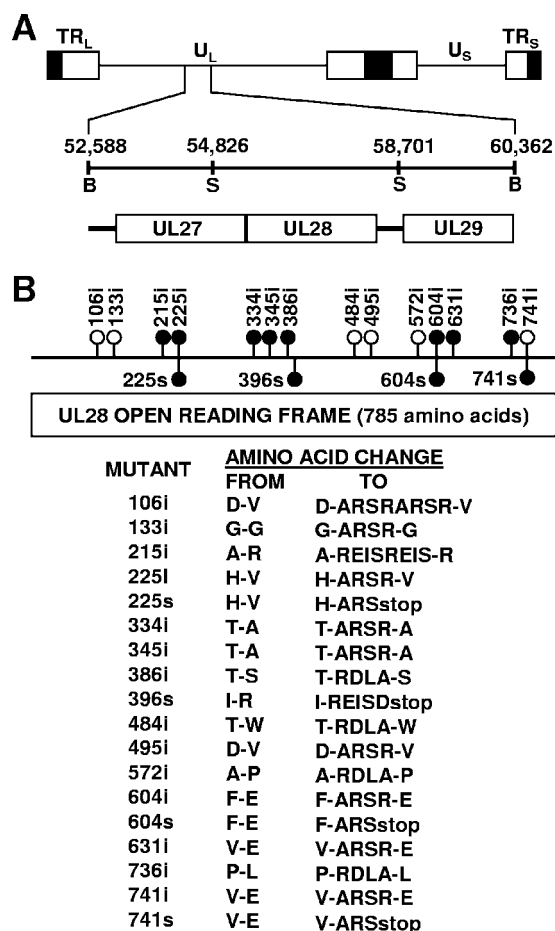 A
TRL UL US TRS
52,588 54,826 58,701 60,362
B S S B
UL27 UL28 UL29
B
106i 133i 215i 225i 334i 345i 386i 484i 495i 572i 604i 631i 736i 741i
225s 396s 604s 741s
UL28 OPEN READING FRAME (785 amino acids)
AMINO ACID CHANGE
MUTANT FROM TO
106i D-V D-ARSRARSR-V
133i G-G G-ARSR-G
215i A-R A-REISREIS-R
225I H-V H-ARSR-V
225s H-V H-ARSstop
334i T-A T-ARSR-A
345i T-A T-ARSR-A
386i T-S T-RDLA-S
396s I-R I-REISDstop
484i T-W T-RDLA-W
495i D-V D-ARSR-V
572i A-P A-RDLA-P
604i F-E F-ARSR-E
604s F-E F-ARSstop
631i V-E V-ARSR-E
736i P-L P-RDLA-L
741i V-E V-ARSR-E
741s V-E V-ARSstop